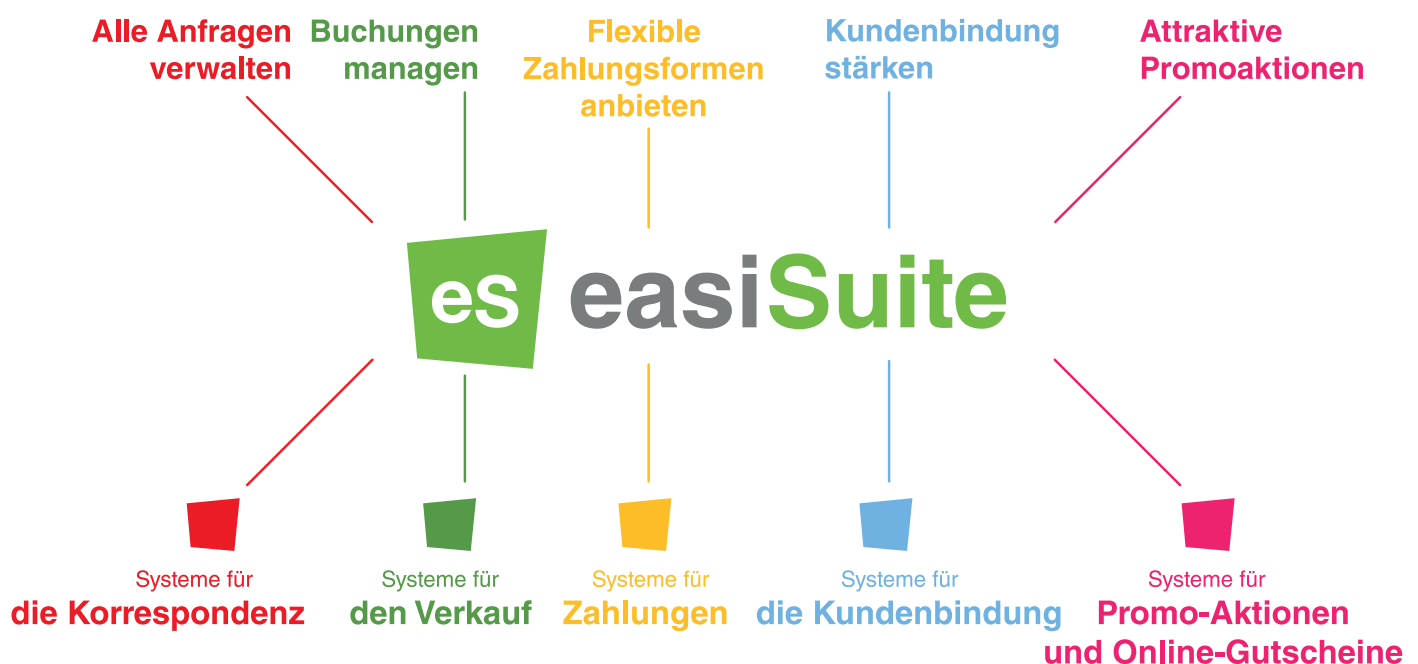 Alle Anfragen
verwalten
Buchungen
managen
Flexible
Zahlungsformen
anbieten
Kundenbindung
stärken
Attraktive
Promoaktionen
eS easiSuite
Systeme für
die Korrespondenz
Systeme für
den Verkauf
Systeme für
Zahlungen
Systeme für
die Kundenbindung
Systeme für
Promo-Aktionen
und Online-Gutscheine